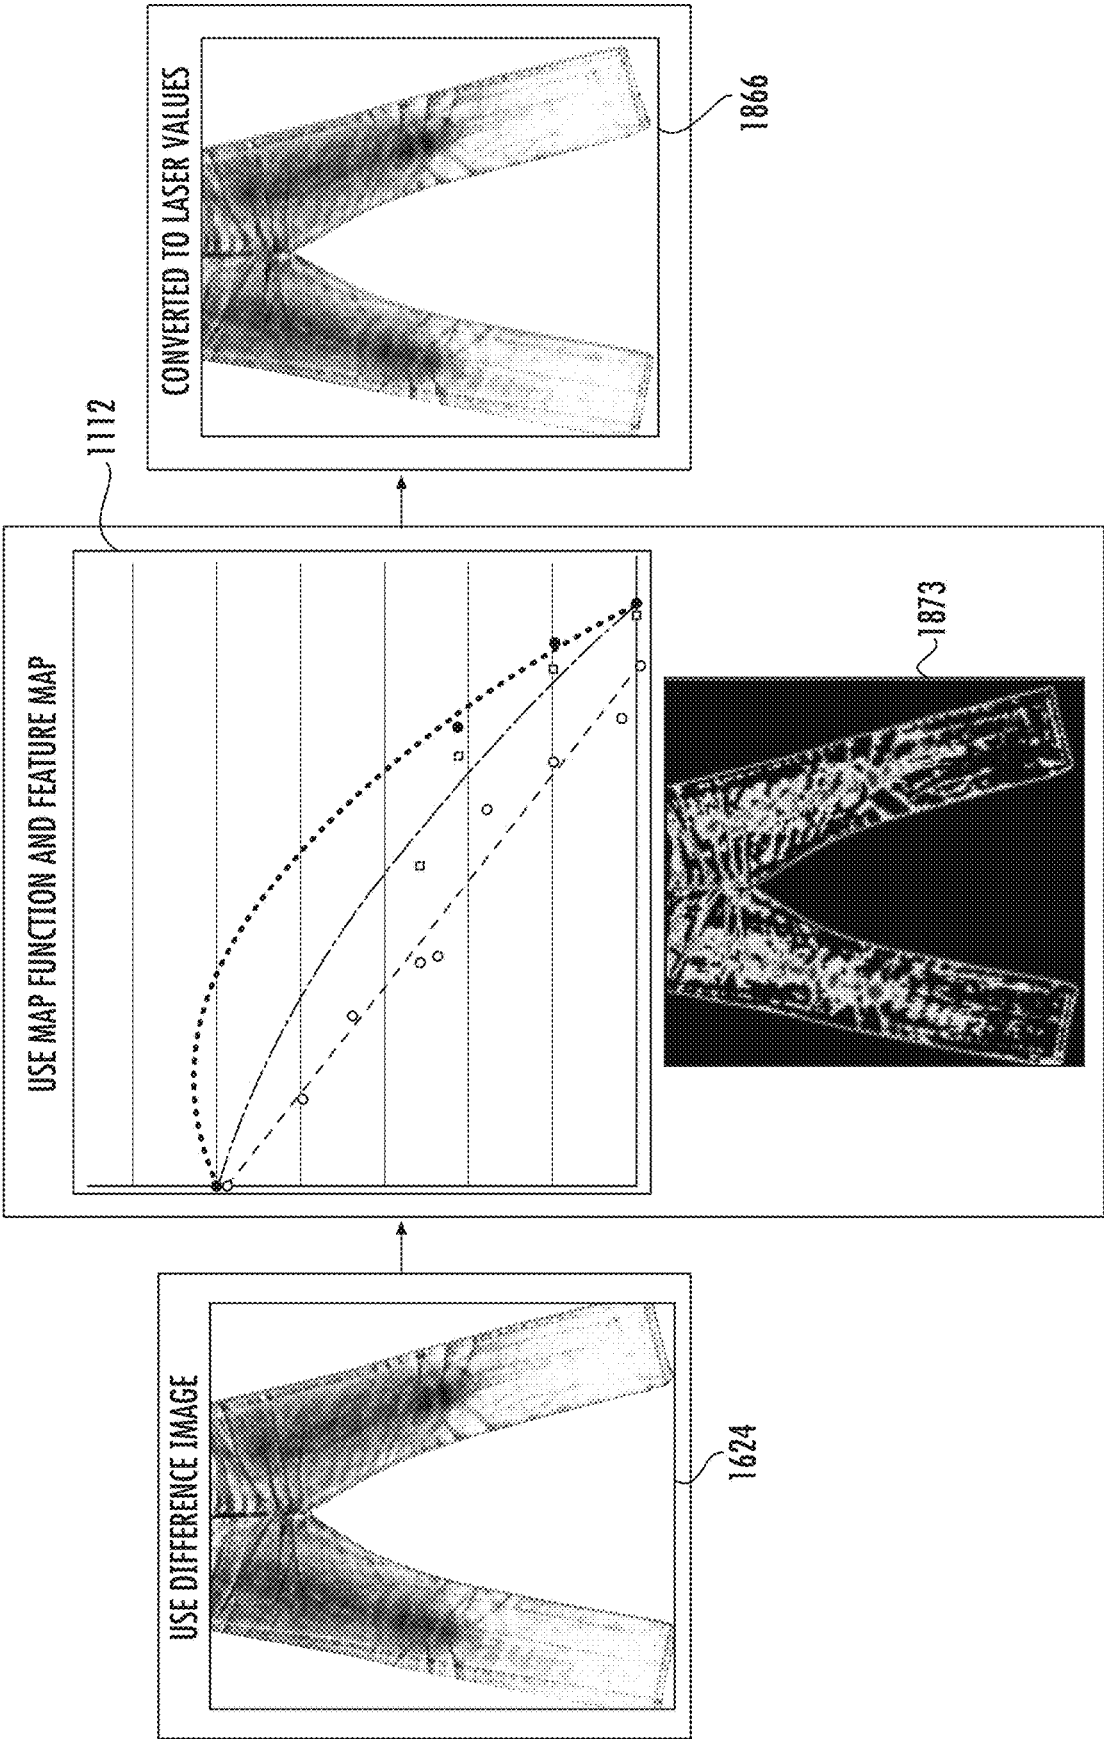 USE DIFFERENCE IMAGE
1624
USE MAP FUNCTION AND FEATURE MAP
1112
1873
CONVERTED TO LASER VALUES
1866